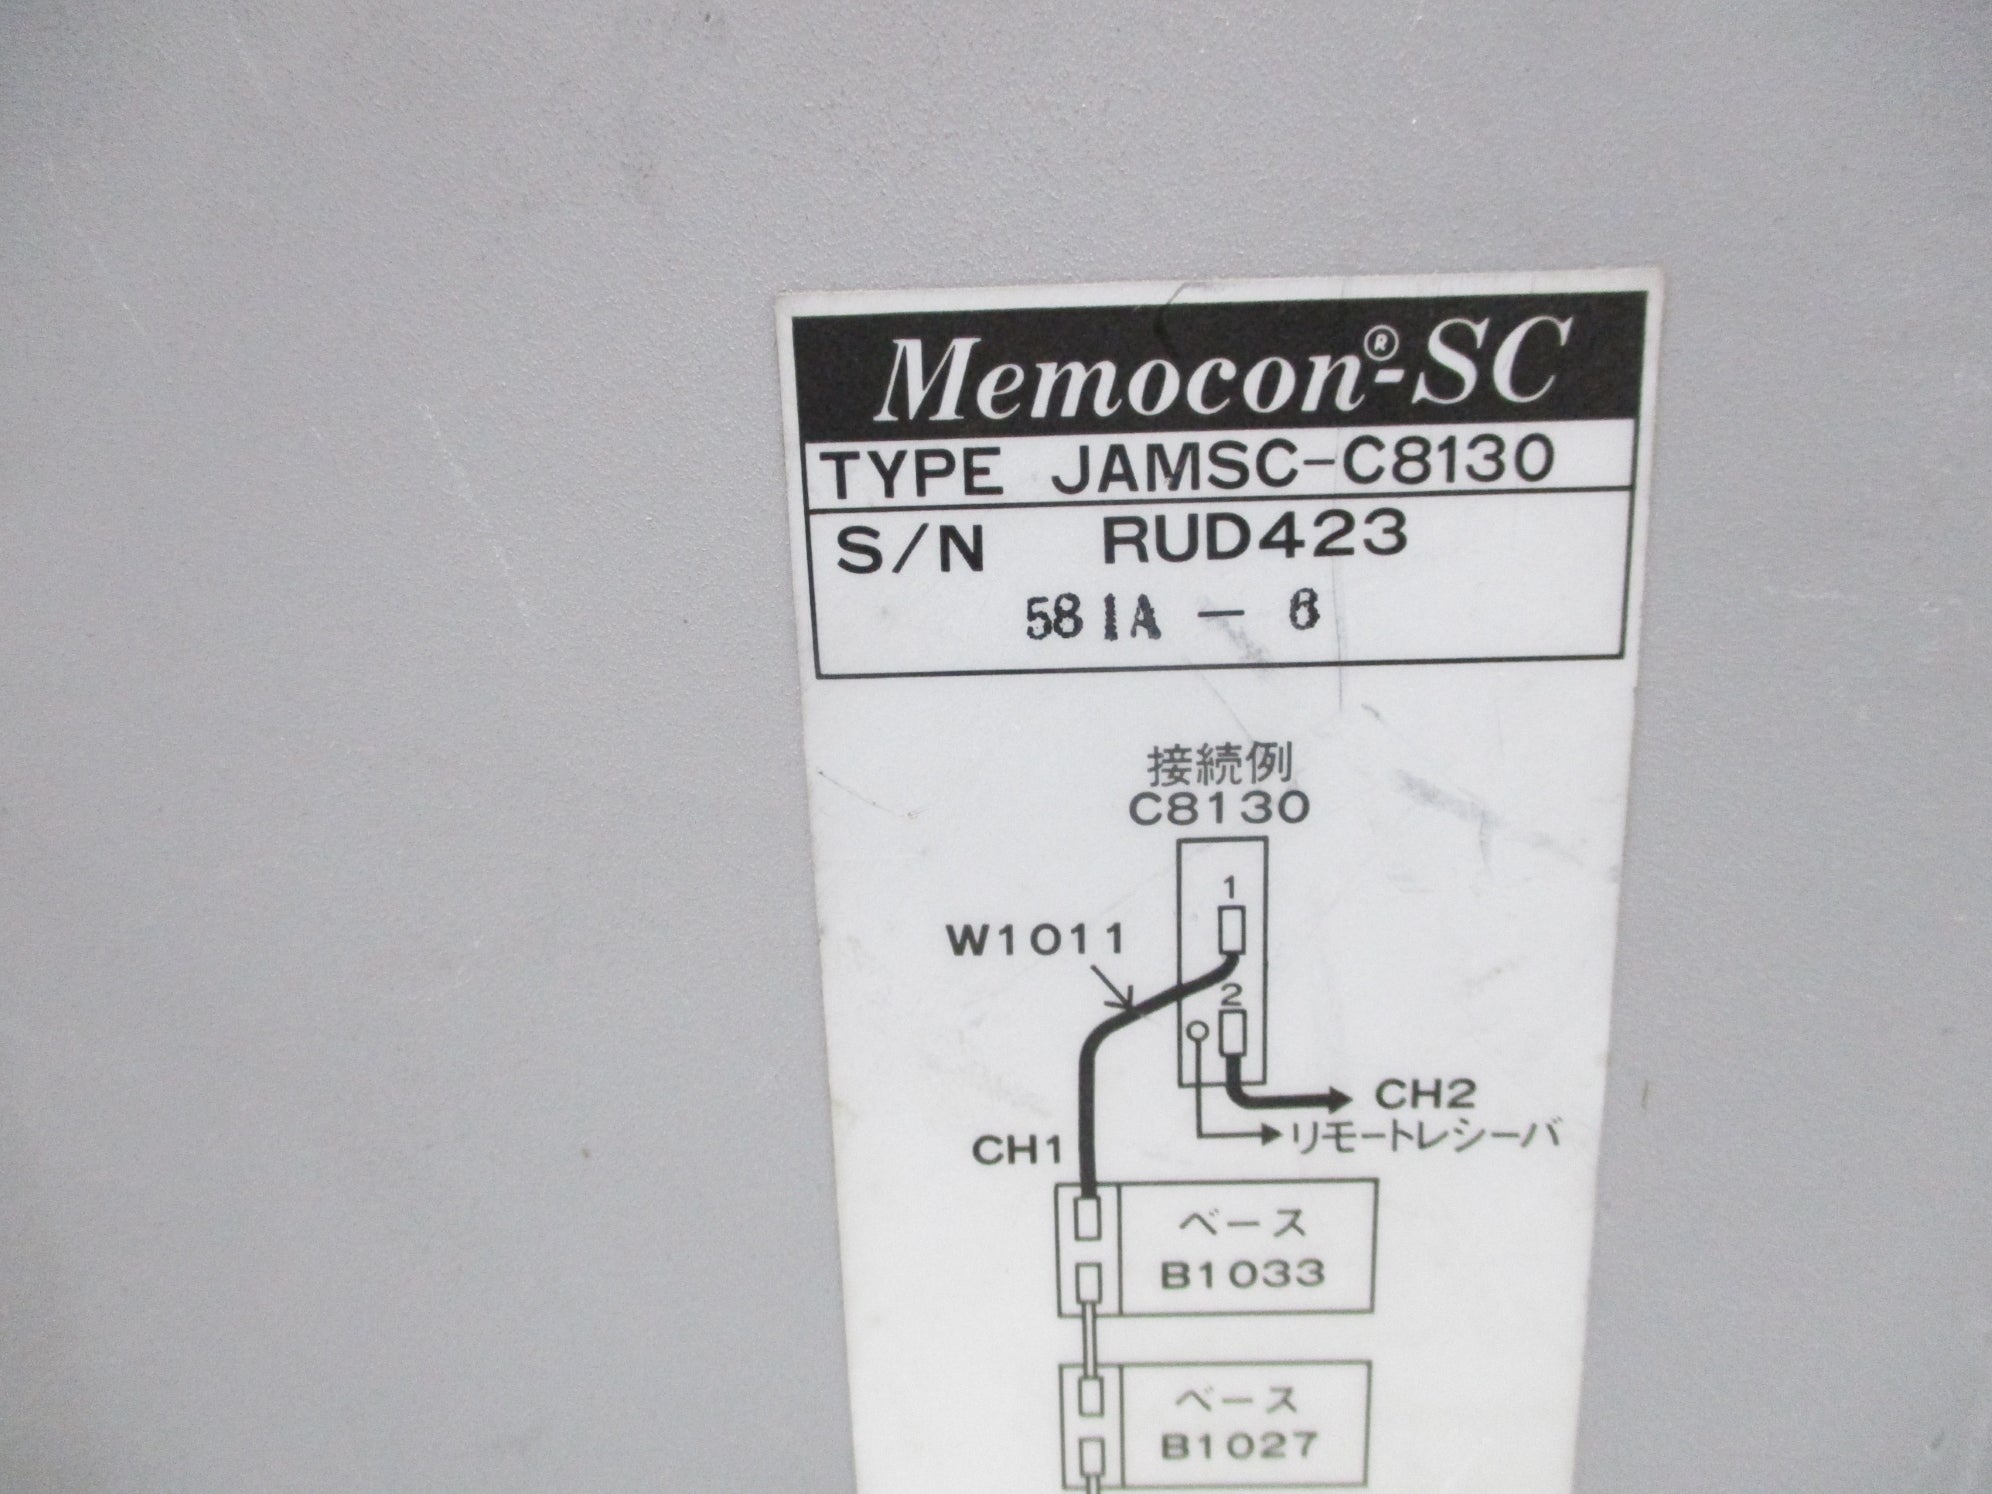 Memocon®-SC
TYPE JAMSC-C8130
S/N RUD423
581A - 6
接続例
C8130
1
W1011
2
CH2
リモートレシーバ
CH1
ベース
B1033
ベース
B1027